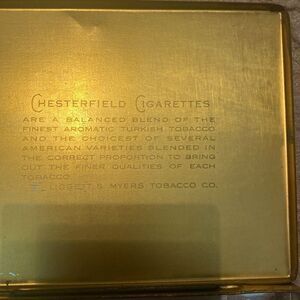 CHESTERFIELD CIGARETTES
ARE A BALANCED BLEND OF THE
FINEST AROMATIC TURKISH TOBACCO
AND THE CHOICEST OF SEVERAL
AMERICAN VARIETIES BLENDED IN
THE CORRECT PROPORTION TO BRING
OUT THE FINER QUALITIES OF EACH
TOBACCO
LIGGETT & MYERS TOBACCO CO.